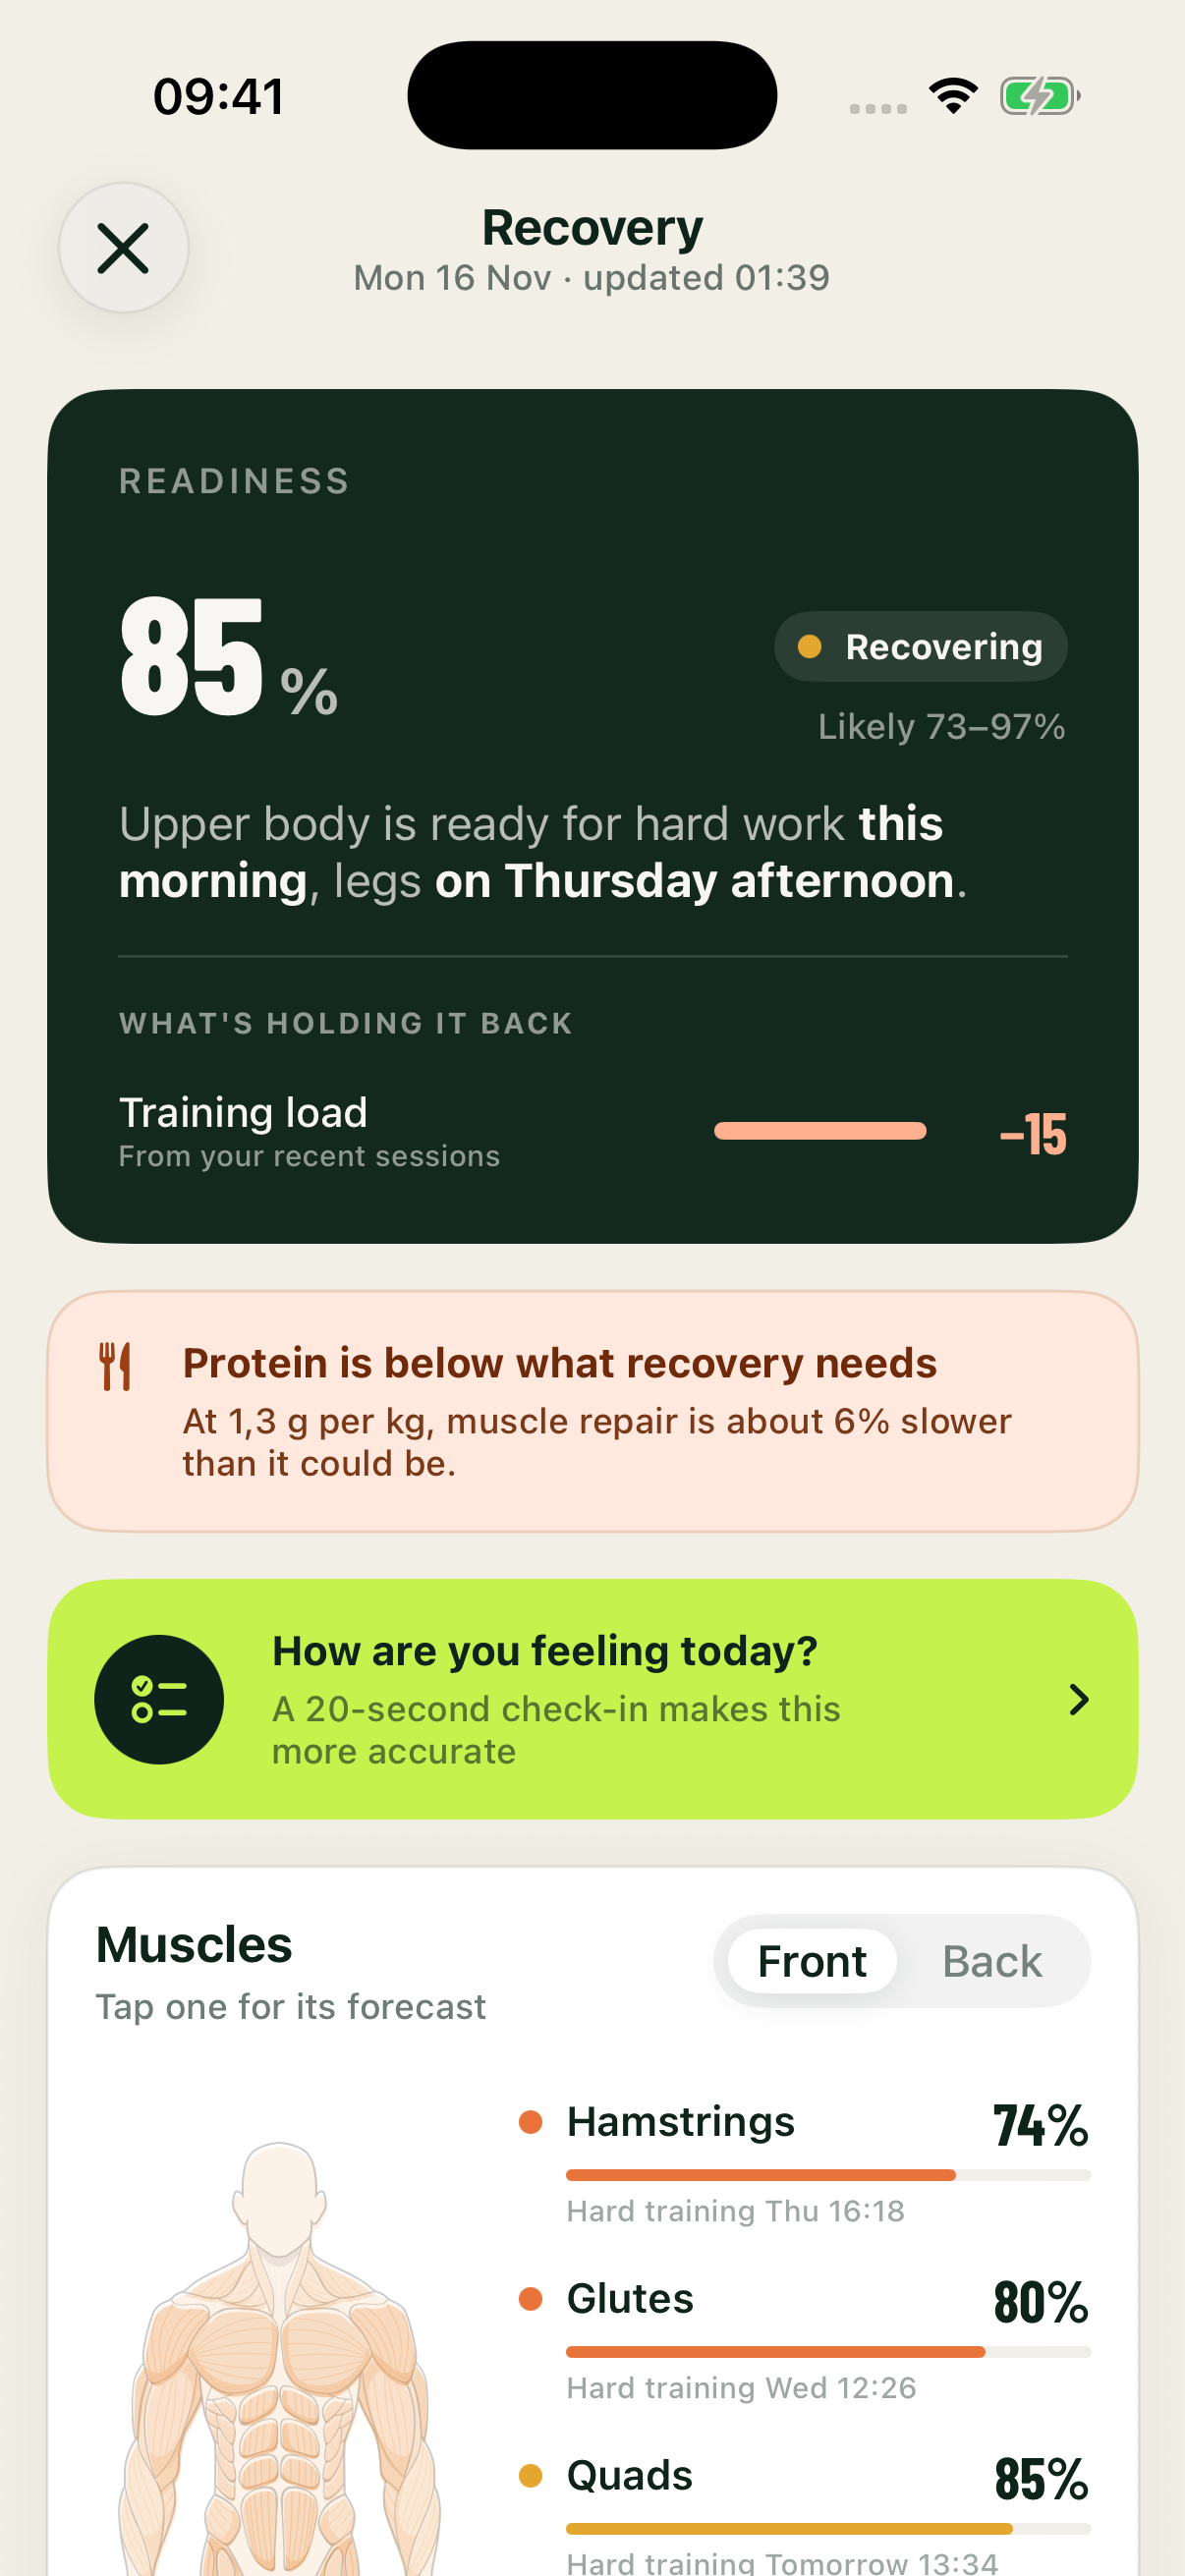 09:41
Recovery
Mon 16 Nov · updated 01:39
READINESS
85 %
Recovering
Likely 73–97%
Upper body is ready for hard work this
morning, legs on Thursday afternoon.
WHAT'S HOLDING IT BACK
Training load
From your recent sessions
–15
Protein is below what recovery needs
At 1,3 g per kg, muscle repair is about 6% slower
than it could be.
How are you feeling today?
A 20-second check-in makes this
more accurate
Muscles
Tap one for its forecast
Front
Back
Hamstrings 74%
Hard training Thu 16:18
Glutes 80%
Hard training Wed 12:26
Quads 85%
Hard training Tomorrow 13:34